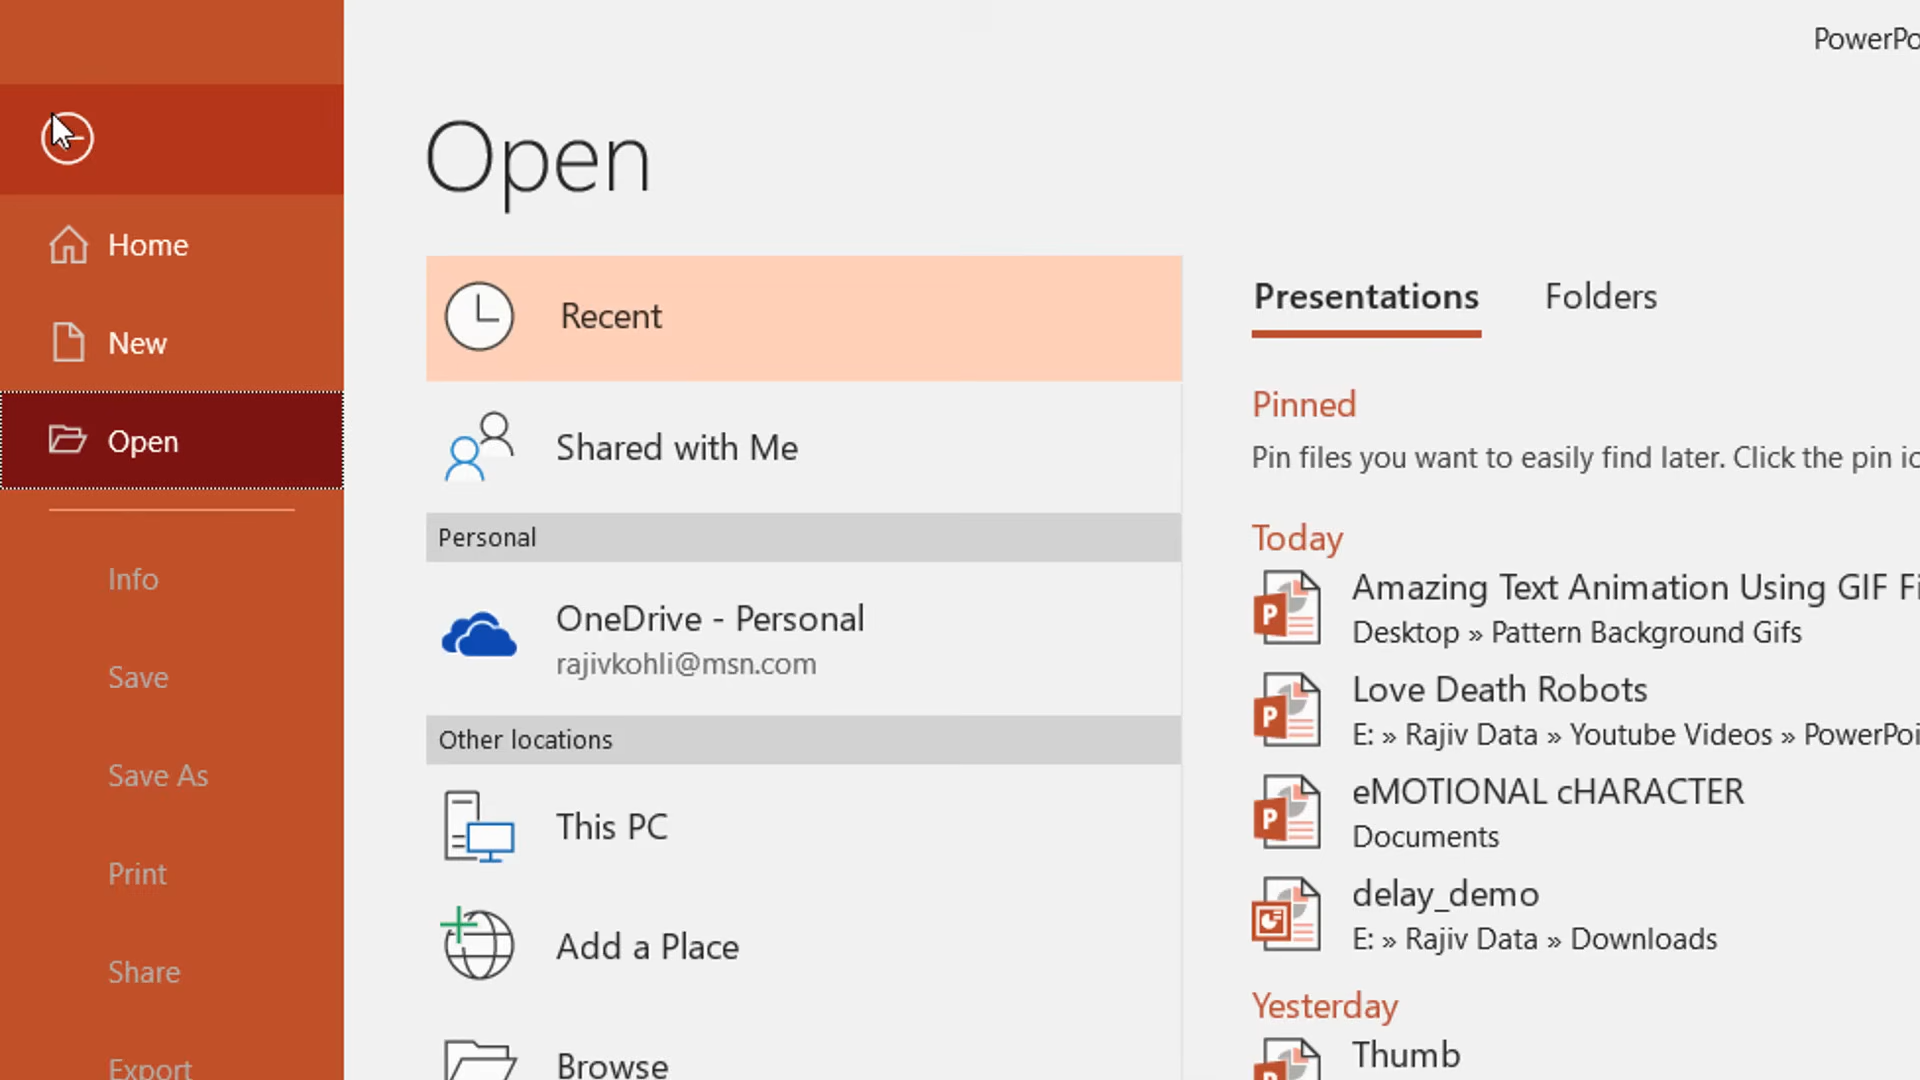 PowerPo
Open
Home
New
Open
Info
Save
Save As
Print
Share
Export
Recent
Shared with Me
Personal
OneDrive - Personal
rajivkohli@msn.com
Other locations
This PC
Add a Place
Browse
Presentations Folders
Pinned
Pin files you want to easily find later. Click the pin ic
Today
Amazing Text Animation Using GIF Fi
Desktop » Pattern Background Gifs
Love Death Robots
E: » Rajiv Data » Youtube Videos » PowerPoi
eMOTIONAL cHARACTER
Documents
delay_demo
E: » Rajiv Data » Downloads
Yesterday
Thumb